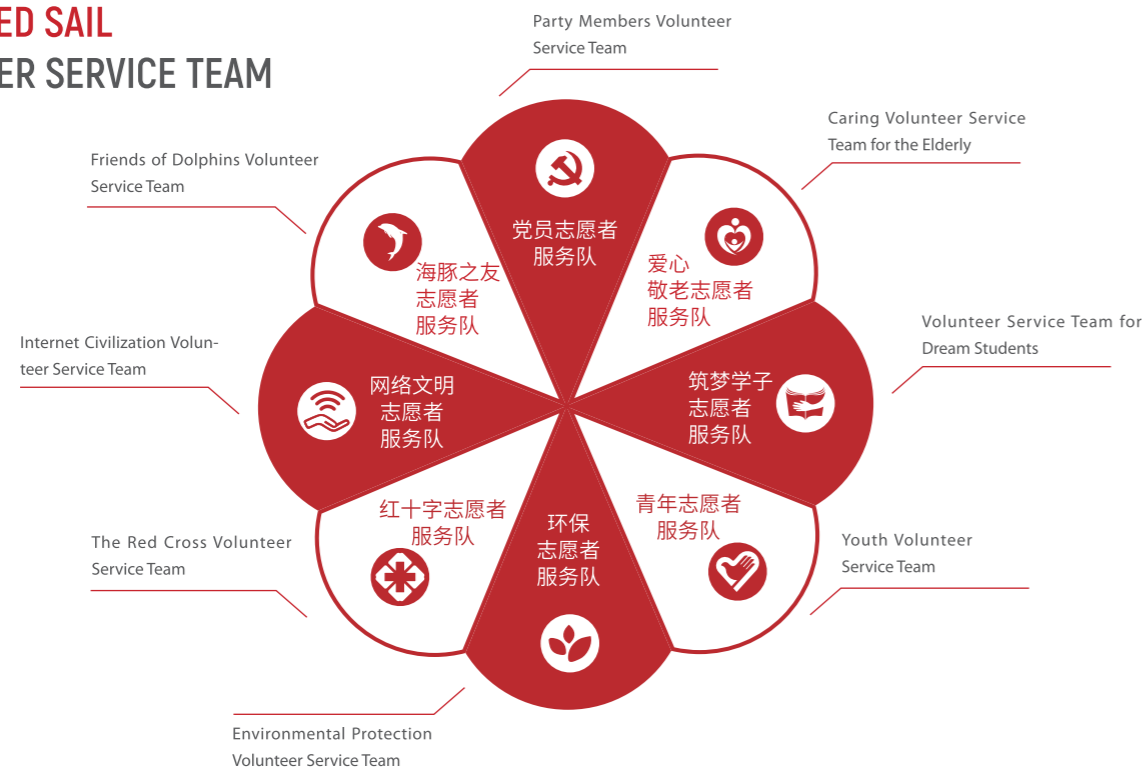 ED SAIL
ER SERVICE TEAM
Party Members Volunteer
Service Team
Caring Volunteer Service
Team for the Elderly
Friends of Dolphins Volunteer
Service Team
党员志愿者
服务队
海豚之友
志愿者
服务队
爱心
敬老志愿者
服务队
Volunteer Service Team for
Dream Students
Internet Civilization Volun-
teer Service Team
网络文明
志愿者
服务队
筑梦学子
志愿者
服务队
红十字志愿者
服务队
环保
志愿者
服务队
青年志愿者
服务队
The Red Cross Volunteer
Service Team
Youth Volunteer
Service Team
Environmental Protection
Volunteer Service Team